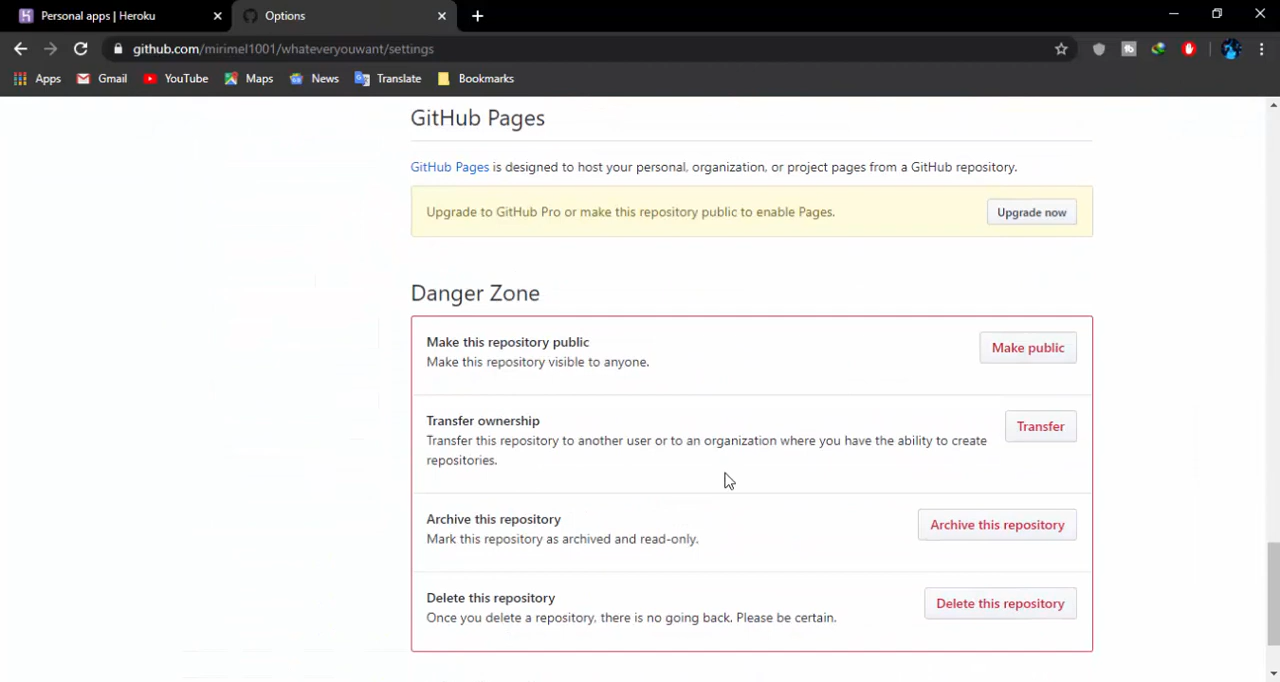 Personal apps | Heroku
Options
github.com/mirimel1001/whateveryouwant/settings
Apps
Gmail
YouTube
Maps
News
Translate
Bookmarks
GitHub Pages
GitHub Pages is designed to host your personal, organization, or project pages from a GitHub repository.
Upgrade to GitHub Pro or make this repository public to enable Pages.
Upgrade now
Danger Zone
Make this repository public
Make this repository visible to anyone.
Make public
Transfer ownership
Transfer this repository to another user or to an organization where you have the ability to create
repositories.
Transfer
Archive this repository
Mark this repository as archived and read-only.
Archive this repository
Delete this repository
Once you delete a repository, there is no going back. Please be certain.
Delete this repository